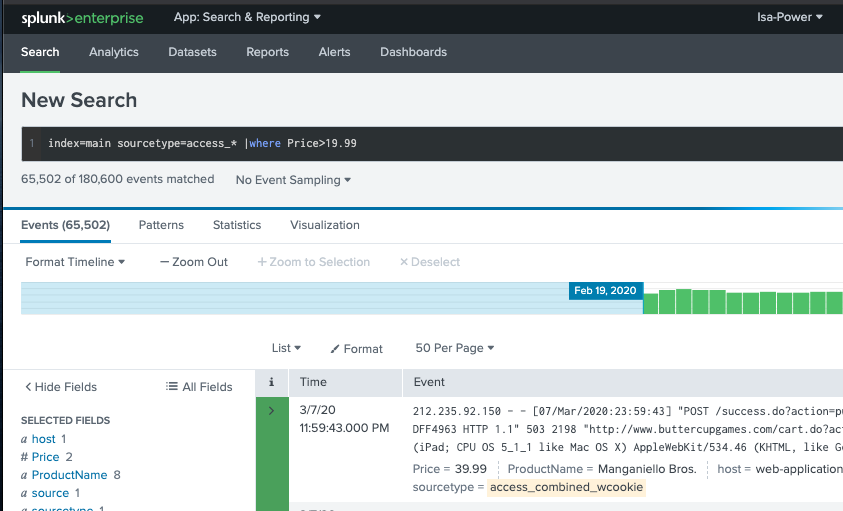 splunk>enterprise App: Search & Reporting Isa-Power
Search Analytics Datasets Reports Alerts Dashboards
New Search
1 index=main sourcetype=access_* |where Price>19.99
65,502 of 180,600 events matched No Event Sampling
Events (65,502) Patterns Statistics Visualization
Format Timeline — Zoom Out + Zoom to Selection × Deselect
Feb 19, 2020
List Format 50 Per Page
< Hide Fields All Fields i Time Event
SELECTED FIELDS
a host 1
# Price 2
a ProductName 8
a source 1
a sourcetype 1
> 3/7/20
11:59:43.000 PM
212.235.92.150 - - [07/Mar/2020:23:59:43] "POST /success.do?action=pu
DFF4963 HTTP 1.1" 503 2198 "http://www.buttercupgames.com/cart.do?act
(iPad; CPU OS 5_1_1 like Mac OS X) AppleWebKit/534.46 (KHTML, like Ge
Price = 39.99 ProductName = Manganiello Bros. host = web-application
sourcetype = access_combined_wcookie